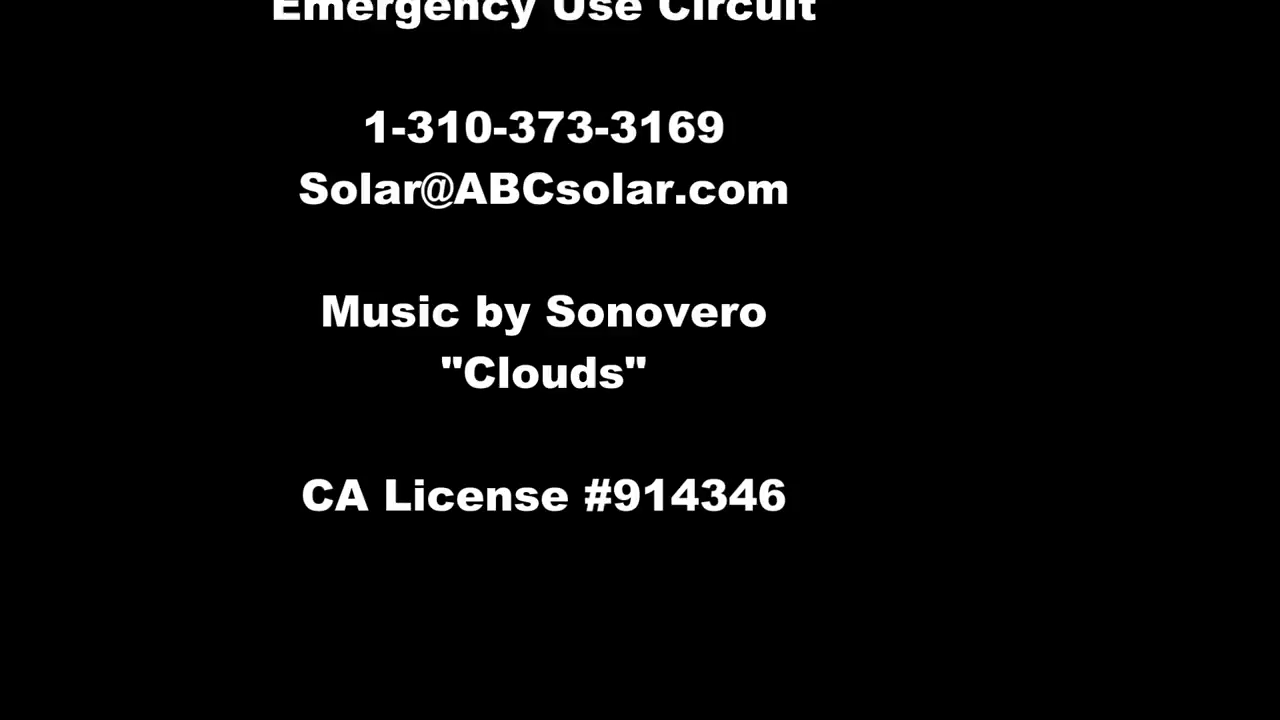 Emergency Use Circuit
1-310-373-3169
Solar@ABCsolar.com
Music by Sonovero
"Clouds"
CA License #914346